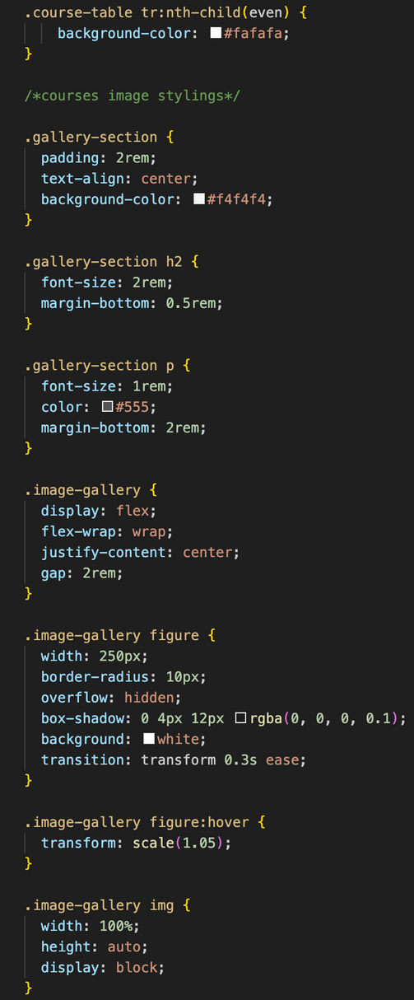 .course-table tr:nth-child(even) {
background-color: #fafafa;
}
/*courses image stylings*/
.gallery-section {
padding: 2rem;
text-align: center;
background-color: #f4f4f4;
}
.gallery-section h2 {
font-size: 2rem;
margin-bottom: 0.5rem;
}
.gallery-section p {
font-size: 1rem;
color: #555;
margin-bottom: 2rem;
}
.image-gallery {
display: flex;
flex-wrap: wrap;
justify-content: center;
gap: 2rem;
}
.image-gallery figure {
width: 250px;
border-radius: 10px;
overflow: hidden;
box-shadow: 0 4px 12px rgba(0, 0, 0, 0.1);
background: white;
transition: transform 0.3s ease;
}
.image-gallery figure:hover {
transform: scale(1.05);
}
.image-gallery img {
width: 100%;
height: auto;
display: block;
}